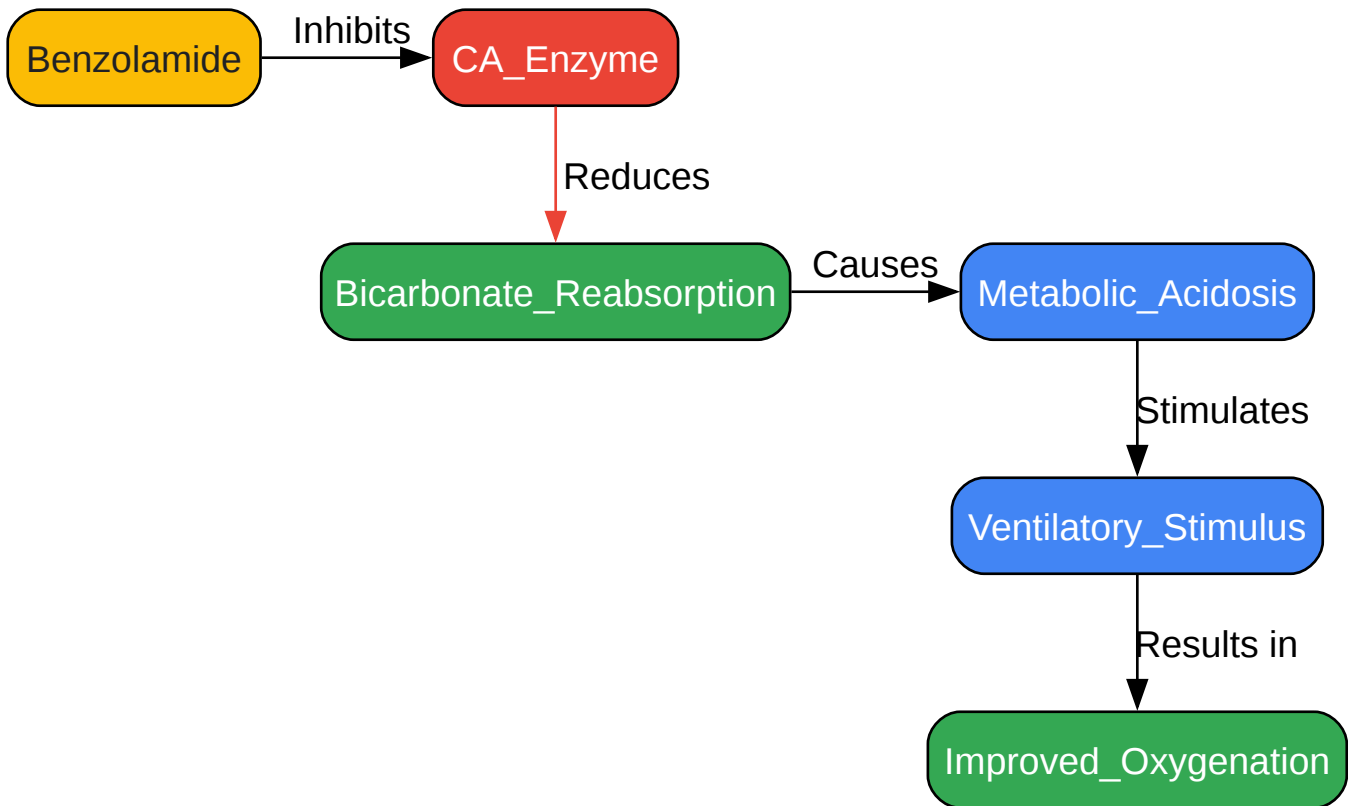 Inhibits
Benzolamide
CA_Enzyme
Reduces
Causes
Bicarbonate_Reabsorption
Metabolic_Acidosis
Stimulates
Ventilatory_Stimulus
Results in
Improved_Oxygenation